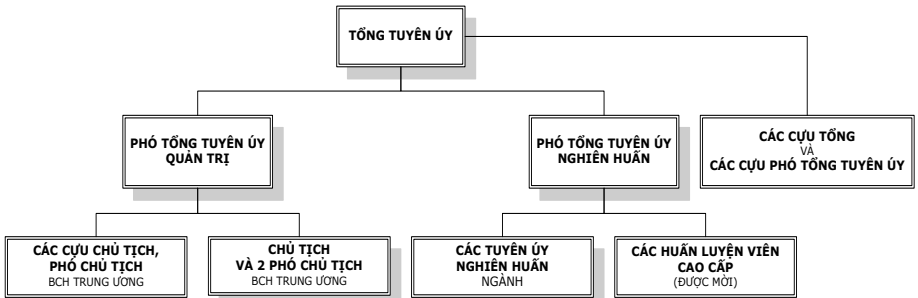 TỔNG TUYÊN ÚY
PHÓ TỔNG TUYÊN ÚY
QUẢN TRỊ
PHÓ TỔNG TUYÊN ÚY
NGHIÊN HUẤN
CÁC CỰU TỔNG
VÀ
CÁC CỰU PHÓ TỔNG TUYÊN ÚY
CÁC CỰU CHỦ TỊCH,
PHÓ CHỦ TỊCH
BCH TRUNG ƯƠNG
CHỦ TỊCH
VÀ 2 PHÓ CHỦ TỊCH
BCH TRUNG ƯƠNG
CÁC TUYÊN ÚY
NGHIÊN HUẤN
NGÀNH
CÁC HUẤN LUYỆN VIÊN
CAO CẤP
(ĐƯỢC MỜI)